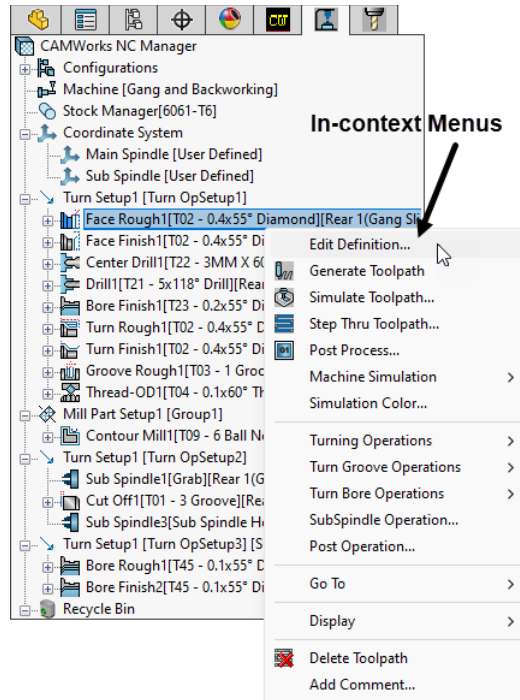 CAMWorks NC Manager
Configurations
Machine [Gang and Backworking]
Stock Manager[6061-T6]
Coordinate System
Main Spindle [User Defined]
Sub Spindle [User Defined]
Turn Setup1 [Turn OpSetup1]
Face Rough1[T02 - 0.4x55° Diamond][Rear 1(Gang Sli
Face Finish1[T02 - 0.4x55° Di
Center Drill1[T22 - 3MM X 60
Drill1[T21 - 5x118° Drill][Rear
Bore Finish1[T23 - 0.2x55° Di
Turn Rough1[T02 - 0.4x55° D
Turn Finish1[T02 - 0.4x55° Di
Groove Rough1[T03 - 1 Groo
Thread-OD1[T04 - 0.1x60° Th
Mill Part Setup1 [Group1]
Contour Mill1[T09 - 6 Ball No
Turn Setup1 [Turn OpSetup2]
Sub Spindle1[Grab][Rear 1(G
Cut Off1[T01 - 3 Groove][Rea
Sub Spindle3[Sub Spindle Ho
Turn Setup1 [Turn OpSetup3] [S
Bore Rough1[T45 - 0.1x55° D
Bore Finish2[T45 - 0.1x55° Di
Recycle Bin
In-context Menus
Edit Definition...
Generate Toolpath
Simulate Toolpath...
Step Thru Toolpath...
Post Process...
Machine Simulation
Simulation Color...
Turning Operations
Turn Groove Operations
Turn Bore Operations
SubSpindle Operation...
Post Operation...
Go To
Display
Delete Toolpath
Add Comment...